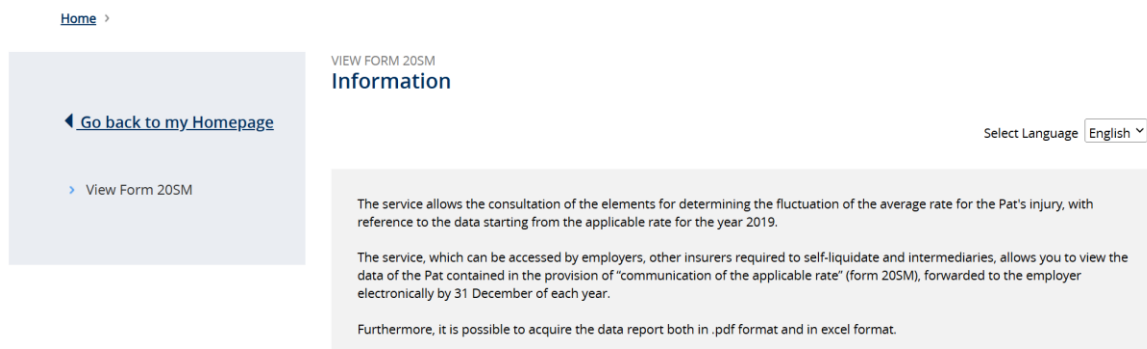 Home >
Go back to my Homepage
> View Form 20SM
VIEW FORM 20SM
Information
Select Language English
The service allows the consultation of the elements for determining the fluctuation of the average rate for the Pat's injury, with
reference to the data starting from the applicable rate for the year 2019.
The service, which can be accessed by employers, other insurers required to self-liquidate and intermediaries, allows you to view the
data of the Pat contained in the provision of “communication of the applicable rate” (form 20SM), forwarded to the employer
electronically by 31 December of each year.
Furthermore, it is possible to acquire the data report both in .pdf format and in excel format.